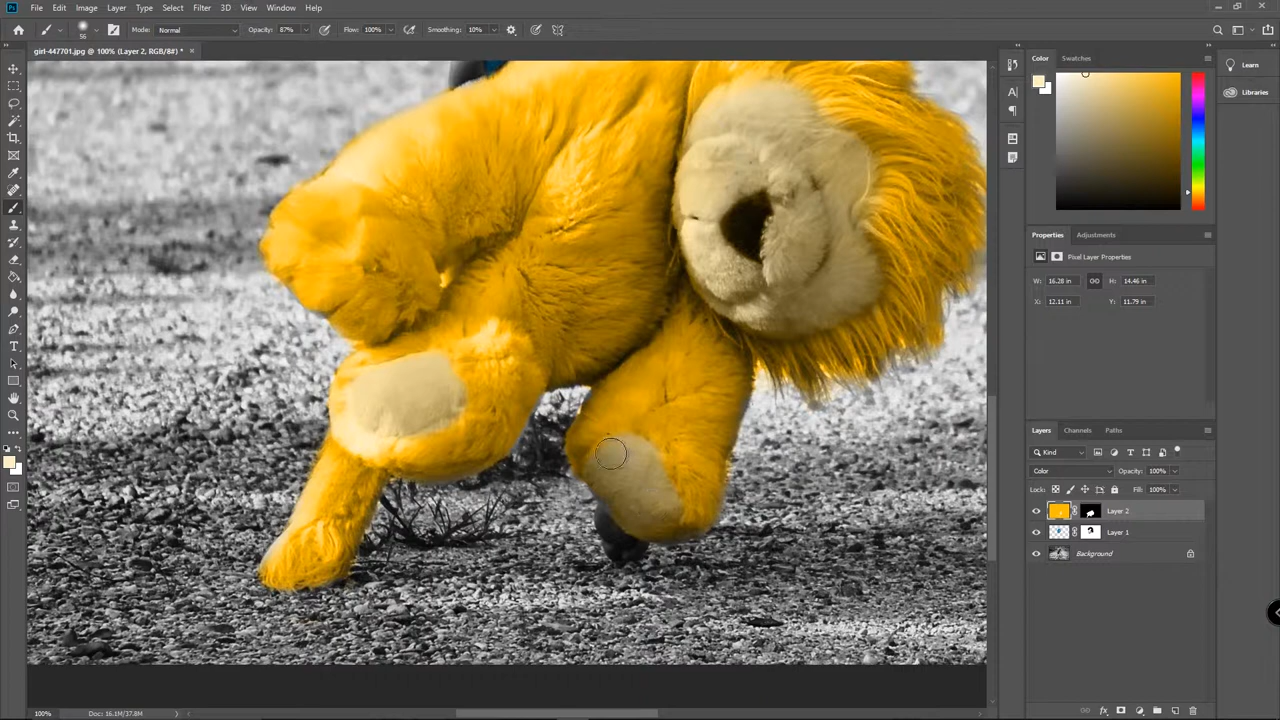 Ps File Edit Image Layer Type Select Filter 3D View Window Help
56 Mode: Normal Opacity: 87% Flow: 100% Smoothing: 10%
girl-447701.jpg @ 100% (Layer 2, RGB/8#) * ×
Color Swatches
Learn
Libraries
Properties Adjustments
Pixel Layer Properties
W: 16.28 in H: 14.46 in
X: 12.11 in Y: 11.79 in
Layers Channels Paths
Kind
Color Opacity: 100%
Lock: Fill: 100%
Layer 2
Layer 1
Background
100% Doc: 16.1M/37.8M